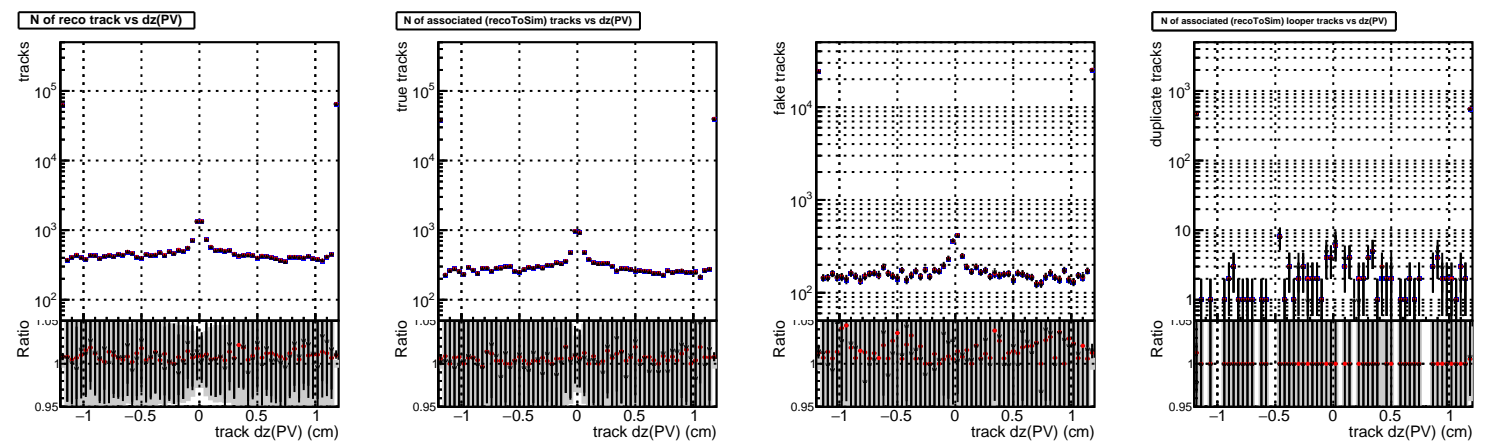 N of reco track vs dz(PV)
tracks
10^5
10^4
10^3
10^2
1.05
Ratio
1
0.95
−1 −0.5 0 0.5 1
track dz(PV) (cm)
N of associated (recoToSim) tracks vs dz(PV)
true tracks
10^5
10^4
10^3
10^2
1.05
Ratio
1
0.95
−1 −0.5 0 0.5 1
track dz(PV) (cm)
fake tracks
10^4
10^3
10^2
1.05
Ratio
1
0.95
−1 −0.5 0 0.5 1
track dz(PV) (cm)
N of associated (recoToSim) looper tracks vs dz(PV)
duplicate tracks
10^3
10^2
10
1
1.05
Ratio
1
0.95
−1 −0.5 0 0.5 1
track dz(PV) (cm)